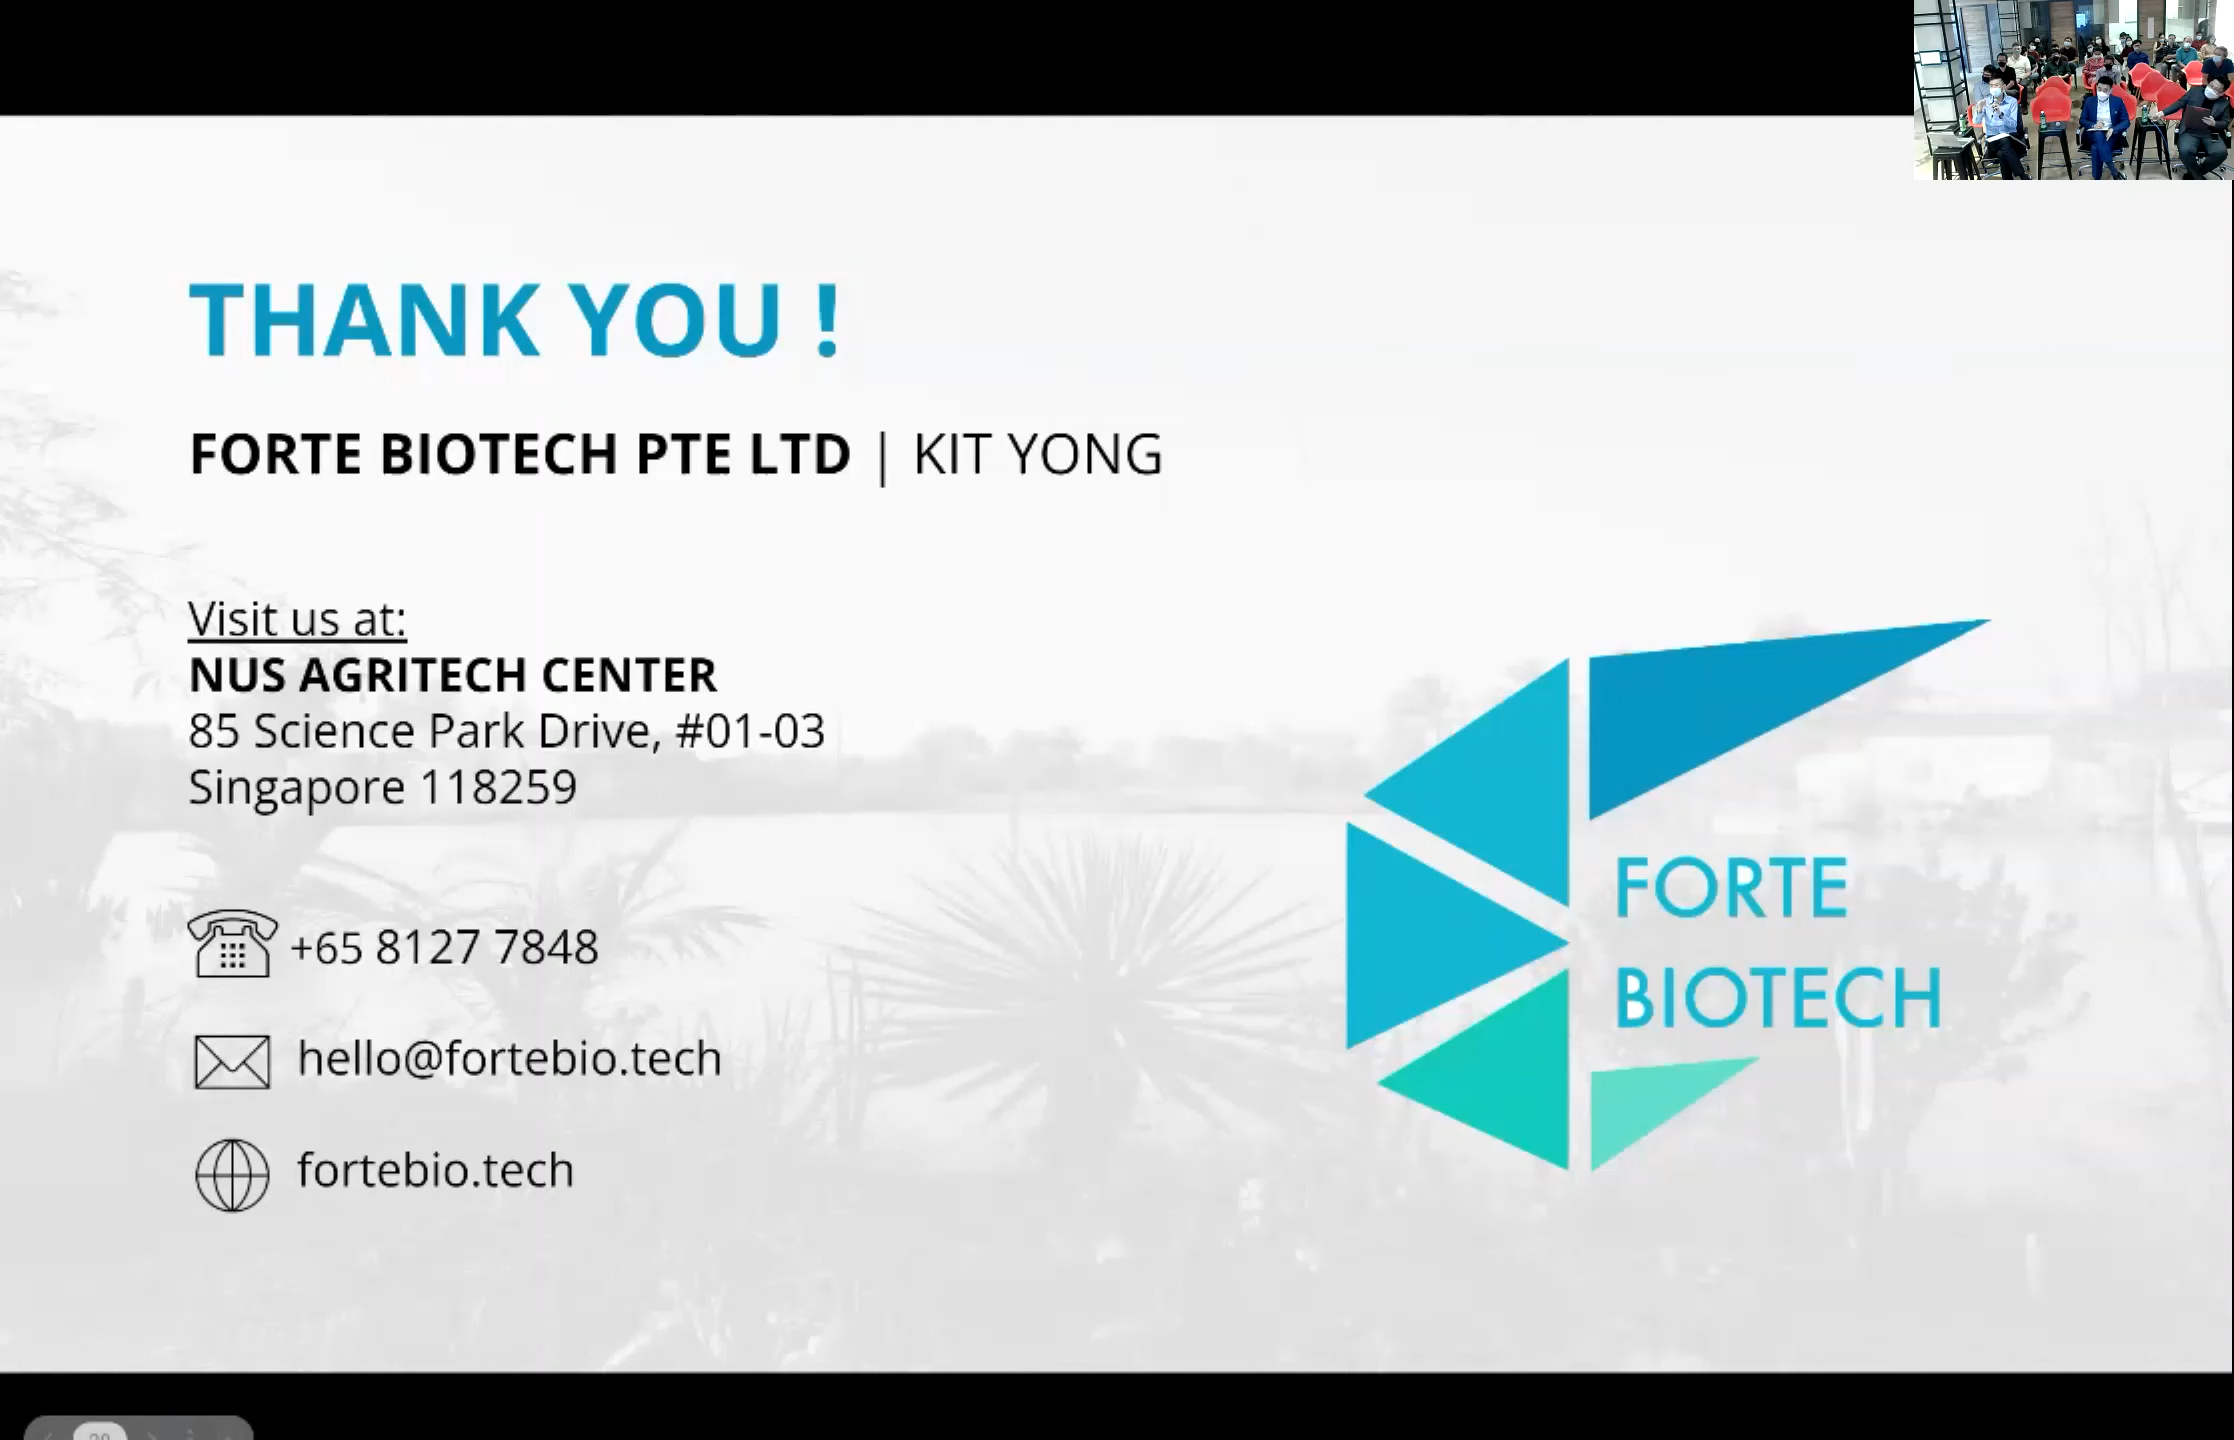 THANK YOU !
FORTE BIOTECH PTE LTD | KIT YONG
Visit us at:
NUS AGRITECH CENTER
85 Science Park Drive, #01-03
Singapore 118259
+65 8127 7848
hello@fortebio.tech
fortebio.tech
FORTE
BIOTECH